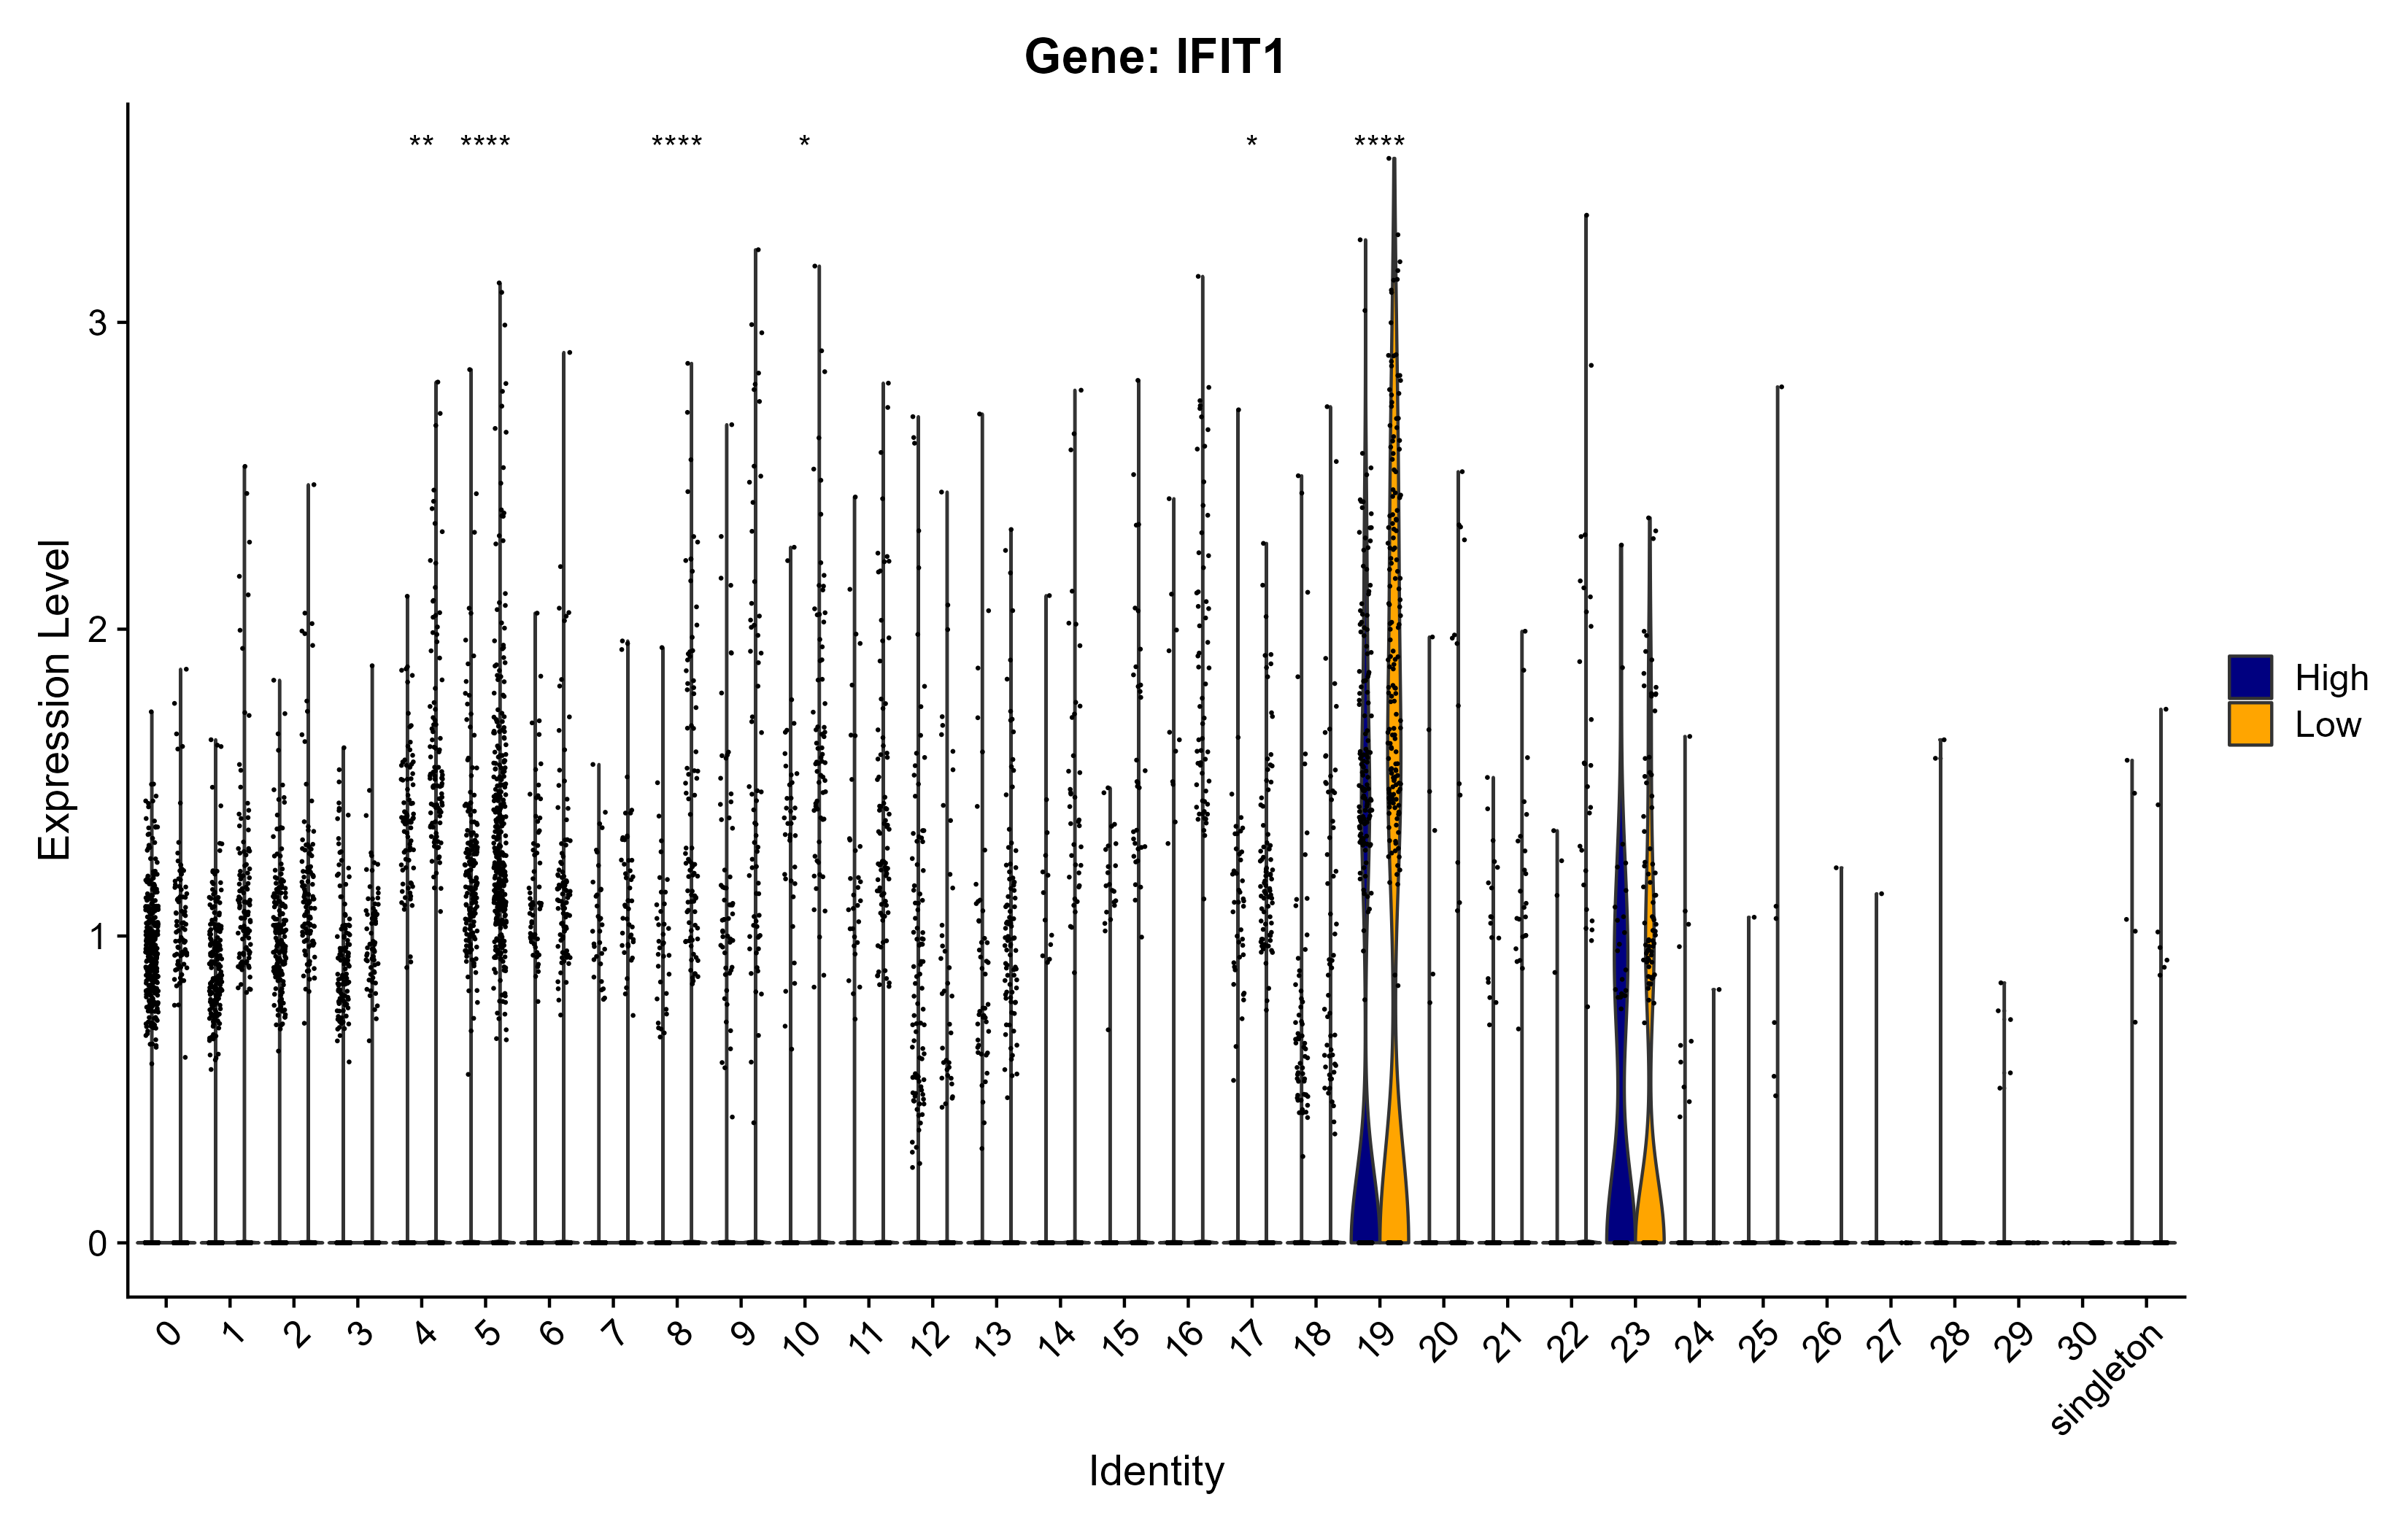 Gene: IFIT1
** **** **** * * ****
Expression Level
3
2
1
0
High
Low
0 1 2 3 4 5 6 7 8 9 10 11 12 13 14 15 16 17 18 19 20 21 22 23 24 25 26 27 28 29 30 singleton
Identity